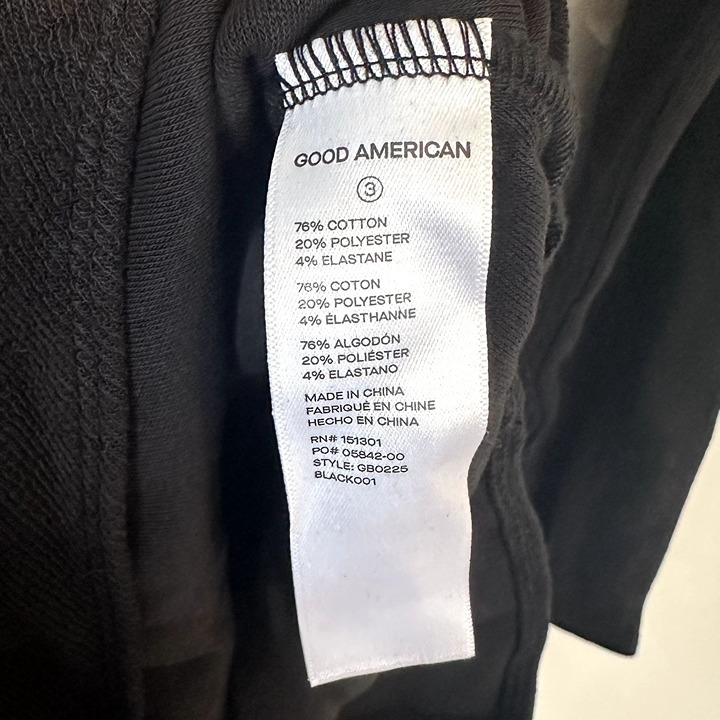 GOOD AMERICAN
3
76% COTTON
20% POLYESTER
4% ELASTANE
76% COTON
20% POLYESTER
4% ÉLASTHANNE
76% ALGODÓN
20% POLIÉSTER
4% ELASTANO
MADE IN CHINA
FABRIQUÉ EN CHINE
HECHO EN CHINA
RN# 151301
PO# 05842-00
STYLE: GB0225
BLACK001